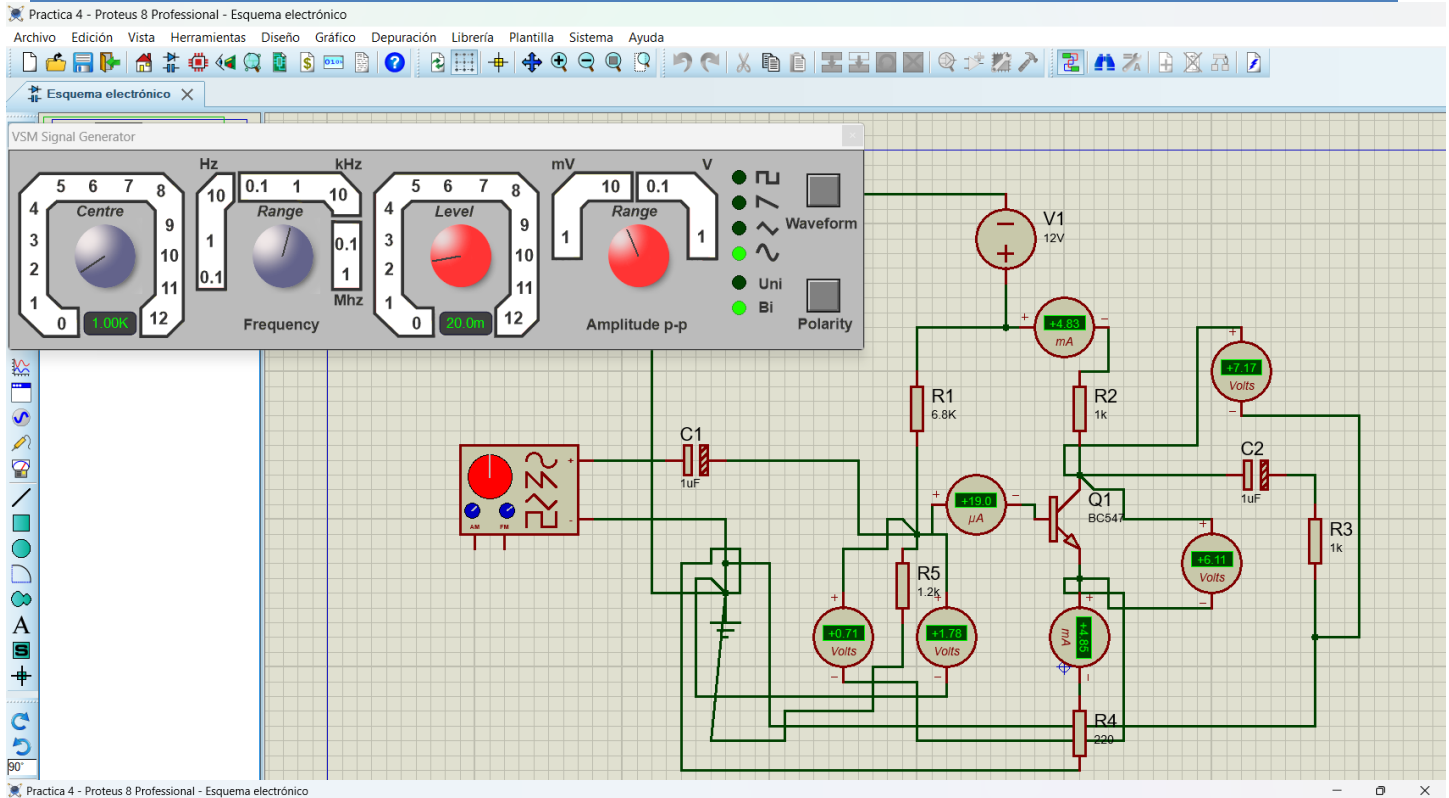 Practica 4 - Proteus 8 Professional - Esquema electrónico
Archivo Edición Vista Herramientas Diseño Gráfico Depuración Librería Plantilla Sistema Ayuda
Esquema electrónico
VSM Signal Generator
Hz kHz mV V
5 6 7 8 10 0.1 1 10 5 6 7 8 10 0.1
4 Centre Range 4 Level Range
9 9 Waveform
3 1 0.1 3 1 1
10 10
2 0.1 1 2 Uni
11 11
1 Mhz 1 Bi
0 1.00K 12 Frequency 0 20.0m 12 Amplitude p-p Polarity
V1
12V
+ +4.83 -
mA
+
+7.17
Volts
-
R1
6.8K
R2
1k
C1
1uF
C2
1uF
+
-
AM FM
+ +19.0 -
µA
Q1
BC547
R3
1k
+
+6.11
Volts
-
R5
1.2k
+
+0.71
Volts
-
+
+1.78
Volts
-
+
+4.85
mA
-
R4
220
90°
Practica 4 - Proteus 8 Professional - Esquema electrónico